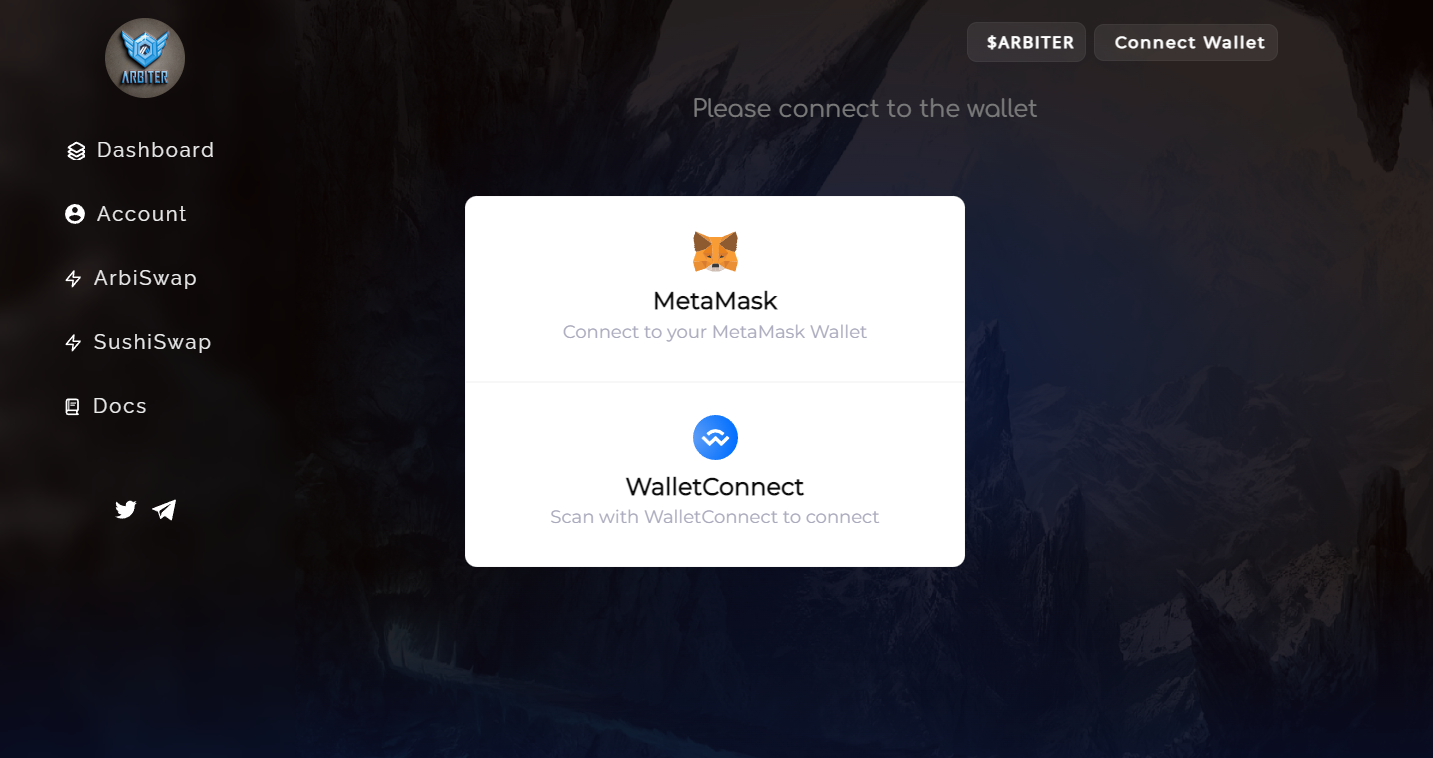 ARBITER
Dashboard
Account
ArbiSwap
SushiSwap
Docs
$ARBITER
Connect Wallet
Please connect to the wallet
MetaMask
Connect to your MetaMask Wallet
WalletConnect
Scan with WalletConnect to connect